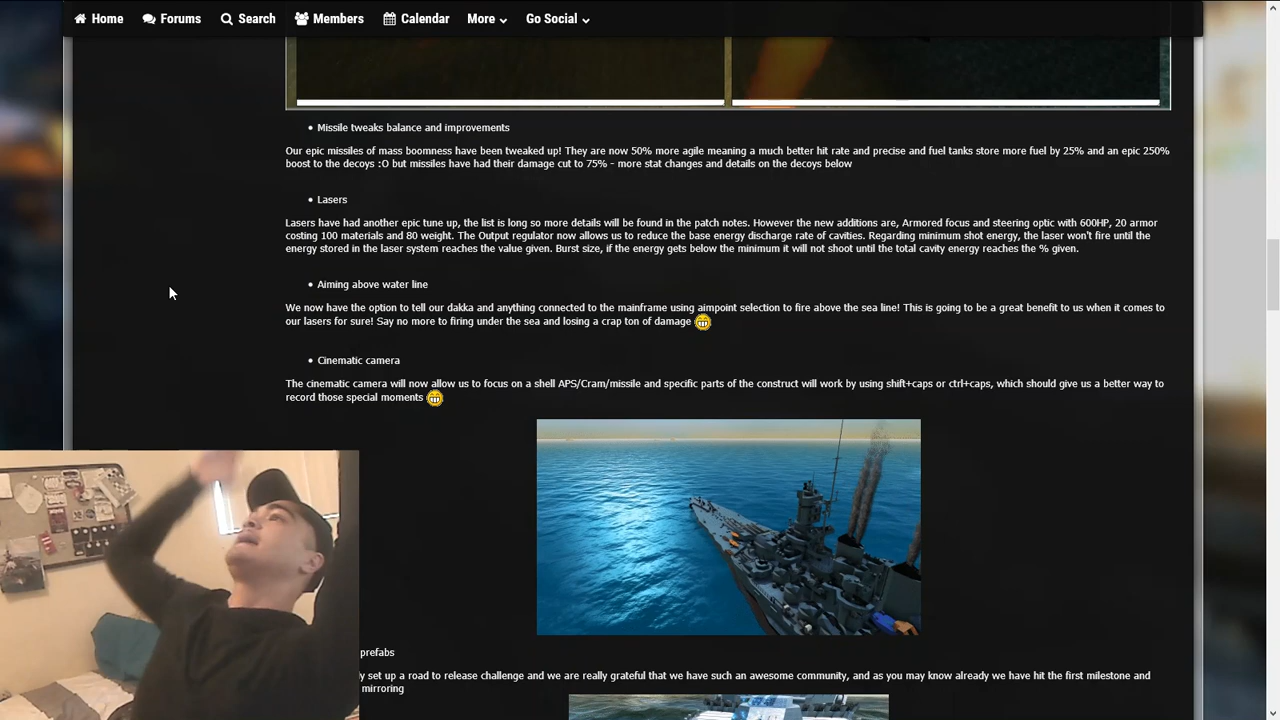 Home Forums Search Members Calendar More Go Social
Missile tweaks balance and improvements
Our epic missiles of mass boomness have been tweaked up! They are now 50% more agile meaning a much better hit rate and precise and fuel tanks store more fuel by 25% and an epic 250%
boost to the decoys :O but missiles have had their damage cut to 75% - more stat changes and details on the decoys below
Lasers
Lasers have had another epic tune up, the list is long so more details will be found in the patch notes. However the new additions are, Armored focus and steering optic with 600HP, 20 armor
costing 100 materials and 80 weight. The Output regulator now allows us to reduce the base energy discharge rate of cavities. Regarding minimum shot energy, the laser won't fire until the
energy stored in the laser system reaches the value given. Burst size, if the energy gets below the minimum it will not shoot until the total cavity energy reaches the % given.
Aiming above water line
We now have the option to tell our dakka and anything connected to the mainframe using aimpoint selection to fire above the sea line! This is going to be a great benefit to us when it comes to
our lasers for sure! Say no more to firing under the sea and losing a crap ton of damage
Cinematic camera
The cinematic camera will now allow us to focus on a shell APS/Cram/missile and specific parts of the construct will work by using shift+caps or ctrl+caps, which should give us a better way to
record those special moments
prefabs
set up a road to release challenge and we are really grateful that we have such an awesome community, and as you may know already we have hit the first milestone and
mirroring